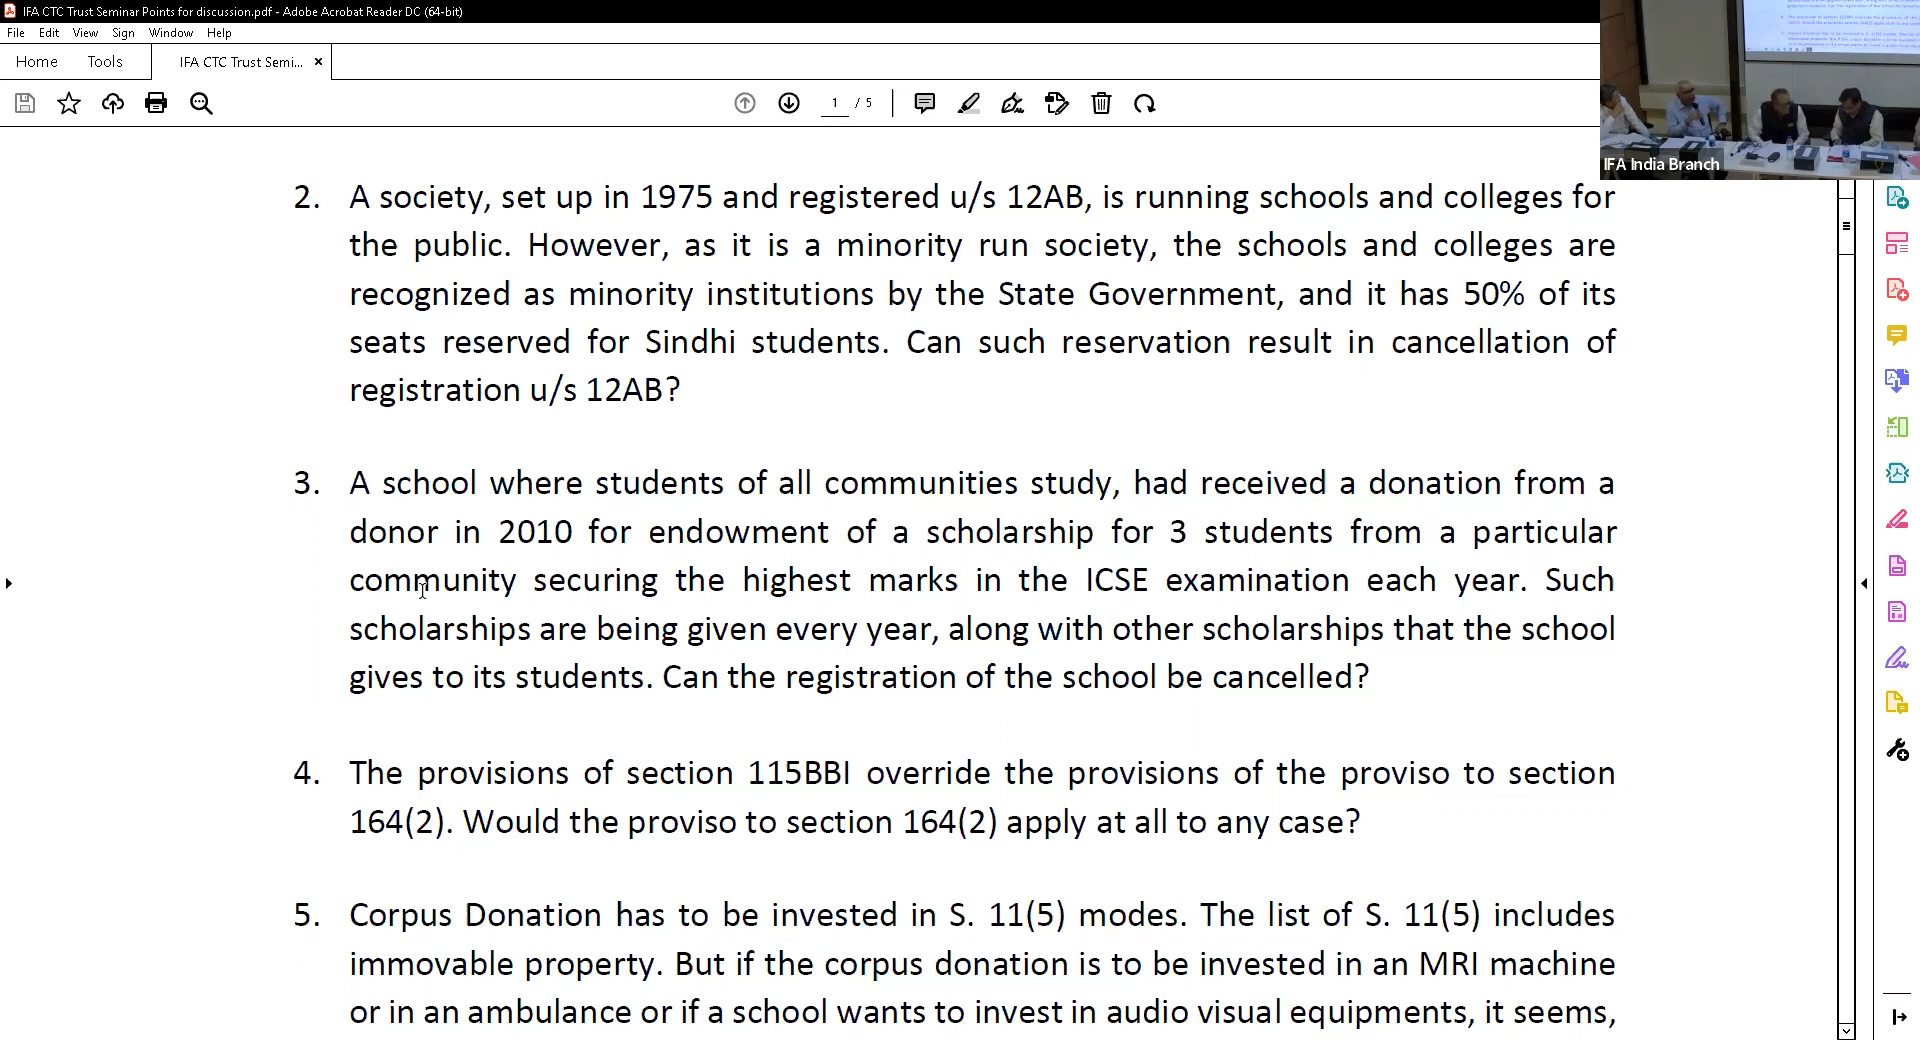 IFA CTC Trust Seminar Points for discussion.pdf - Adobe Acrobat Reader DC (64-bit)
File Edit View Sign Window Help
Home Tools IFA CTC Trust Semi... ×
1 / 5
IFA India Branch
2. A society, set up in 1975 and registered u/s 12AB, is running schools and colleges for
the public. However, as it is a minority run society, the schools and colleges are
recognized as minority institutions by the State Government, and it has 50% of its
seats reserved for Sindhi students. Can such reservation result in cancellation of
registration u/s 12AB?
3. A school where students of all communities study, had received a donation from a
donor in 2010 for endowment of a scholarship for 3 students from a particular
community securing the highest marks in the ICSE examination each year. Such
scholarships are being given every year, along with other scholarships that the school
gives to its students. Can the registration of the school be cancelled?
4. The provisions of section 115BBI override the provisions of the proviso to section
164(2). Would the proviso to section 164(2) apply at all to any case?
5. Corpus Donation has to be invested in S. 11(5) modes. The list of S. 11(5) includes
immovable property. But if the corpus donation is to be invested in an MRI machine
or in an ambulance or if a school wants to invest in audio visual equipments, it seems,